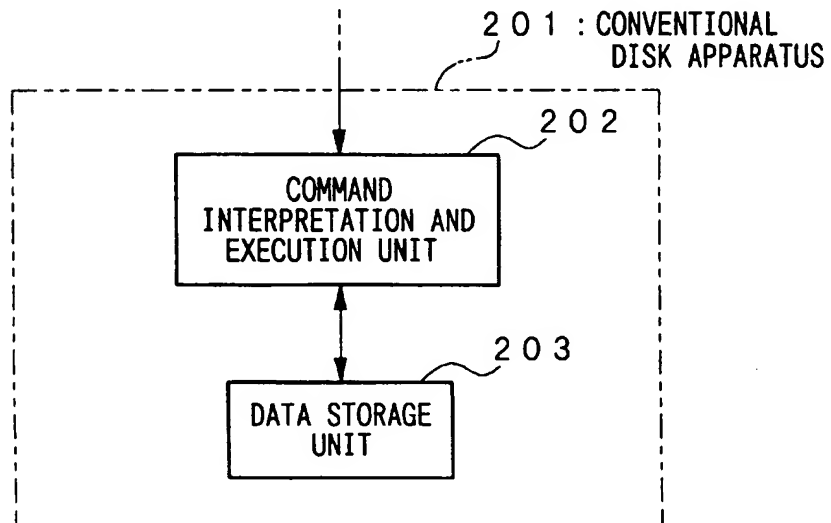 201 : CONVENTIONAL
DISK APPARATUS
202
COMMAND
INTERPRETATION AND
EXECUTION UNIT
203
DATA STORAGE
UNIT